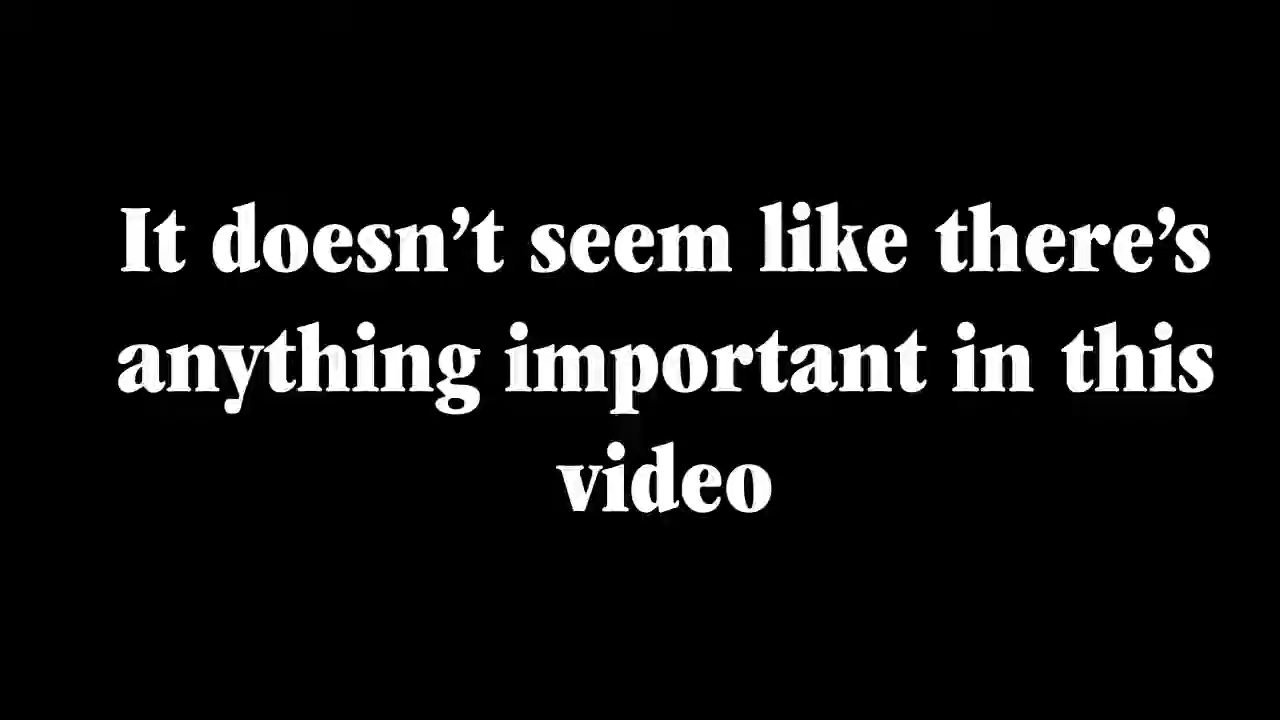 It doesn’t seem like there’s
anything important in this
video